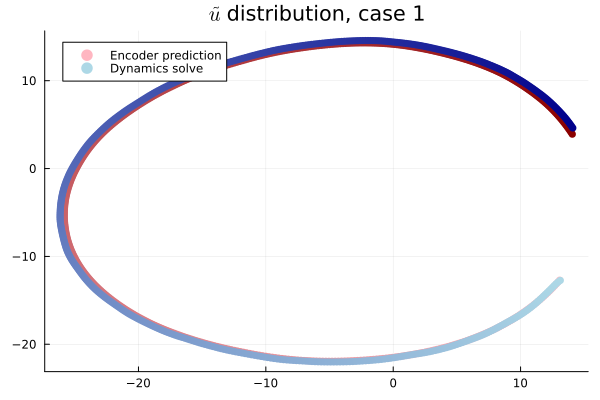 ũ distribution, case 1
Encoder prediction
Dynamics solve
10
0
−10
−20
−20
−10
0
10